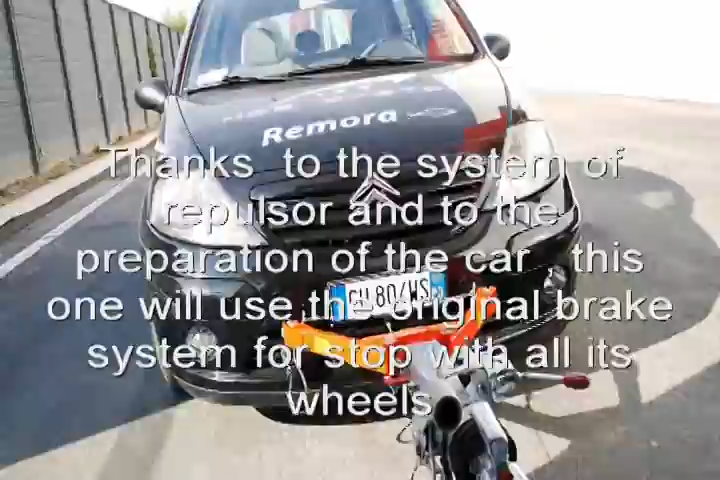 Remora
Thanks to the system of
repulsor and to the
preparation of the car , this
one will use the original brake
system for stop with all its
wheels